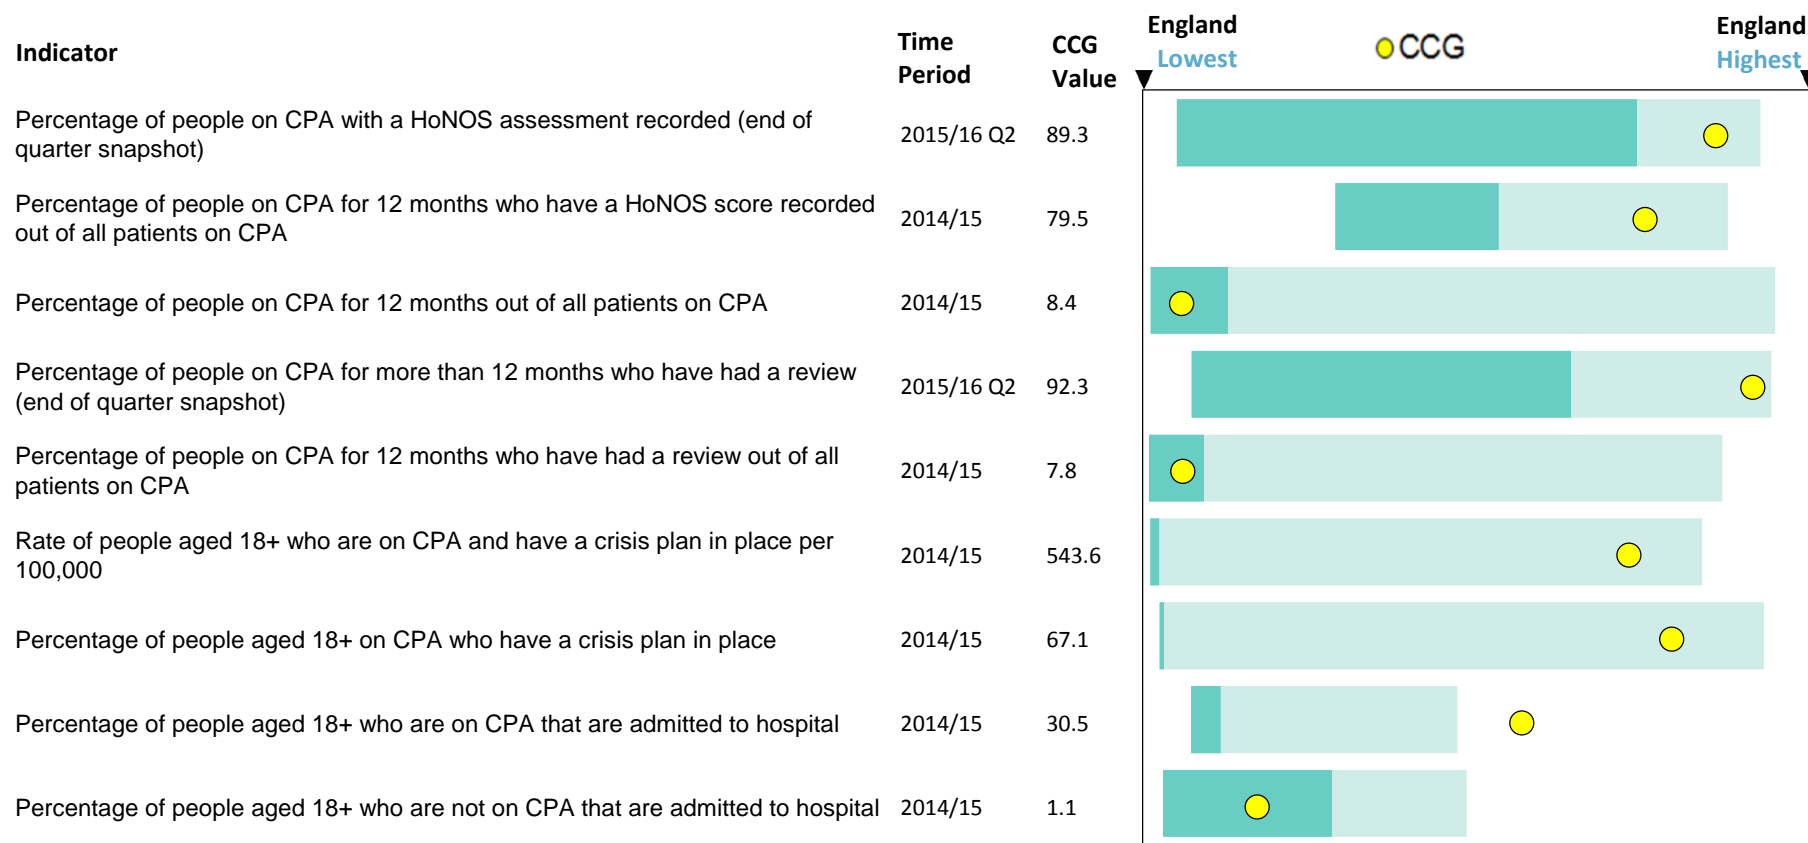 Indicator
Time Period
CCG Value
England Lowest
CCG
England Highest
Percentage of people on CPA with a HoNOS assessment recorded (end of
quarter snapshot)
2015/16 Q2
89.3
Percentage of people on CPA for 12 months who have a HoNOS score recorded
out of all patients on CPA
2014/15
79.5
Percentage of people on CPA for 12 months out of all patients on CPA
2014/15
8.4
Percentage of people on CPA for more than 12 months who have had a review
(end of quarter snapshot)
2015/16 Q2
92.3
Percentage of people on CPA for 12 months who have had a review out of all
patients on CPA
2014/15
7.8
Rate of people aged 18+ who are on CPA and have a crisis plan in place per
100,000
2014/15
543.6
Percentage of people aged 18+ on CPA who have a crisis plan in place
2014/15
67.1
Percentage of people aged 18+ who are on CPA that are admitted to hospital
2014/15
30.5
Percentage of people aged 18+ who are not on CPA that are admitted to hospital
2014/15
1.1